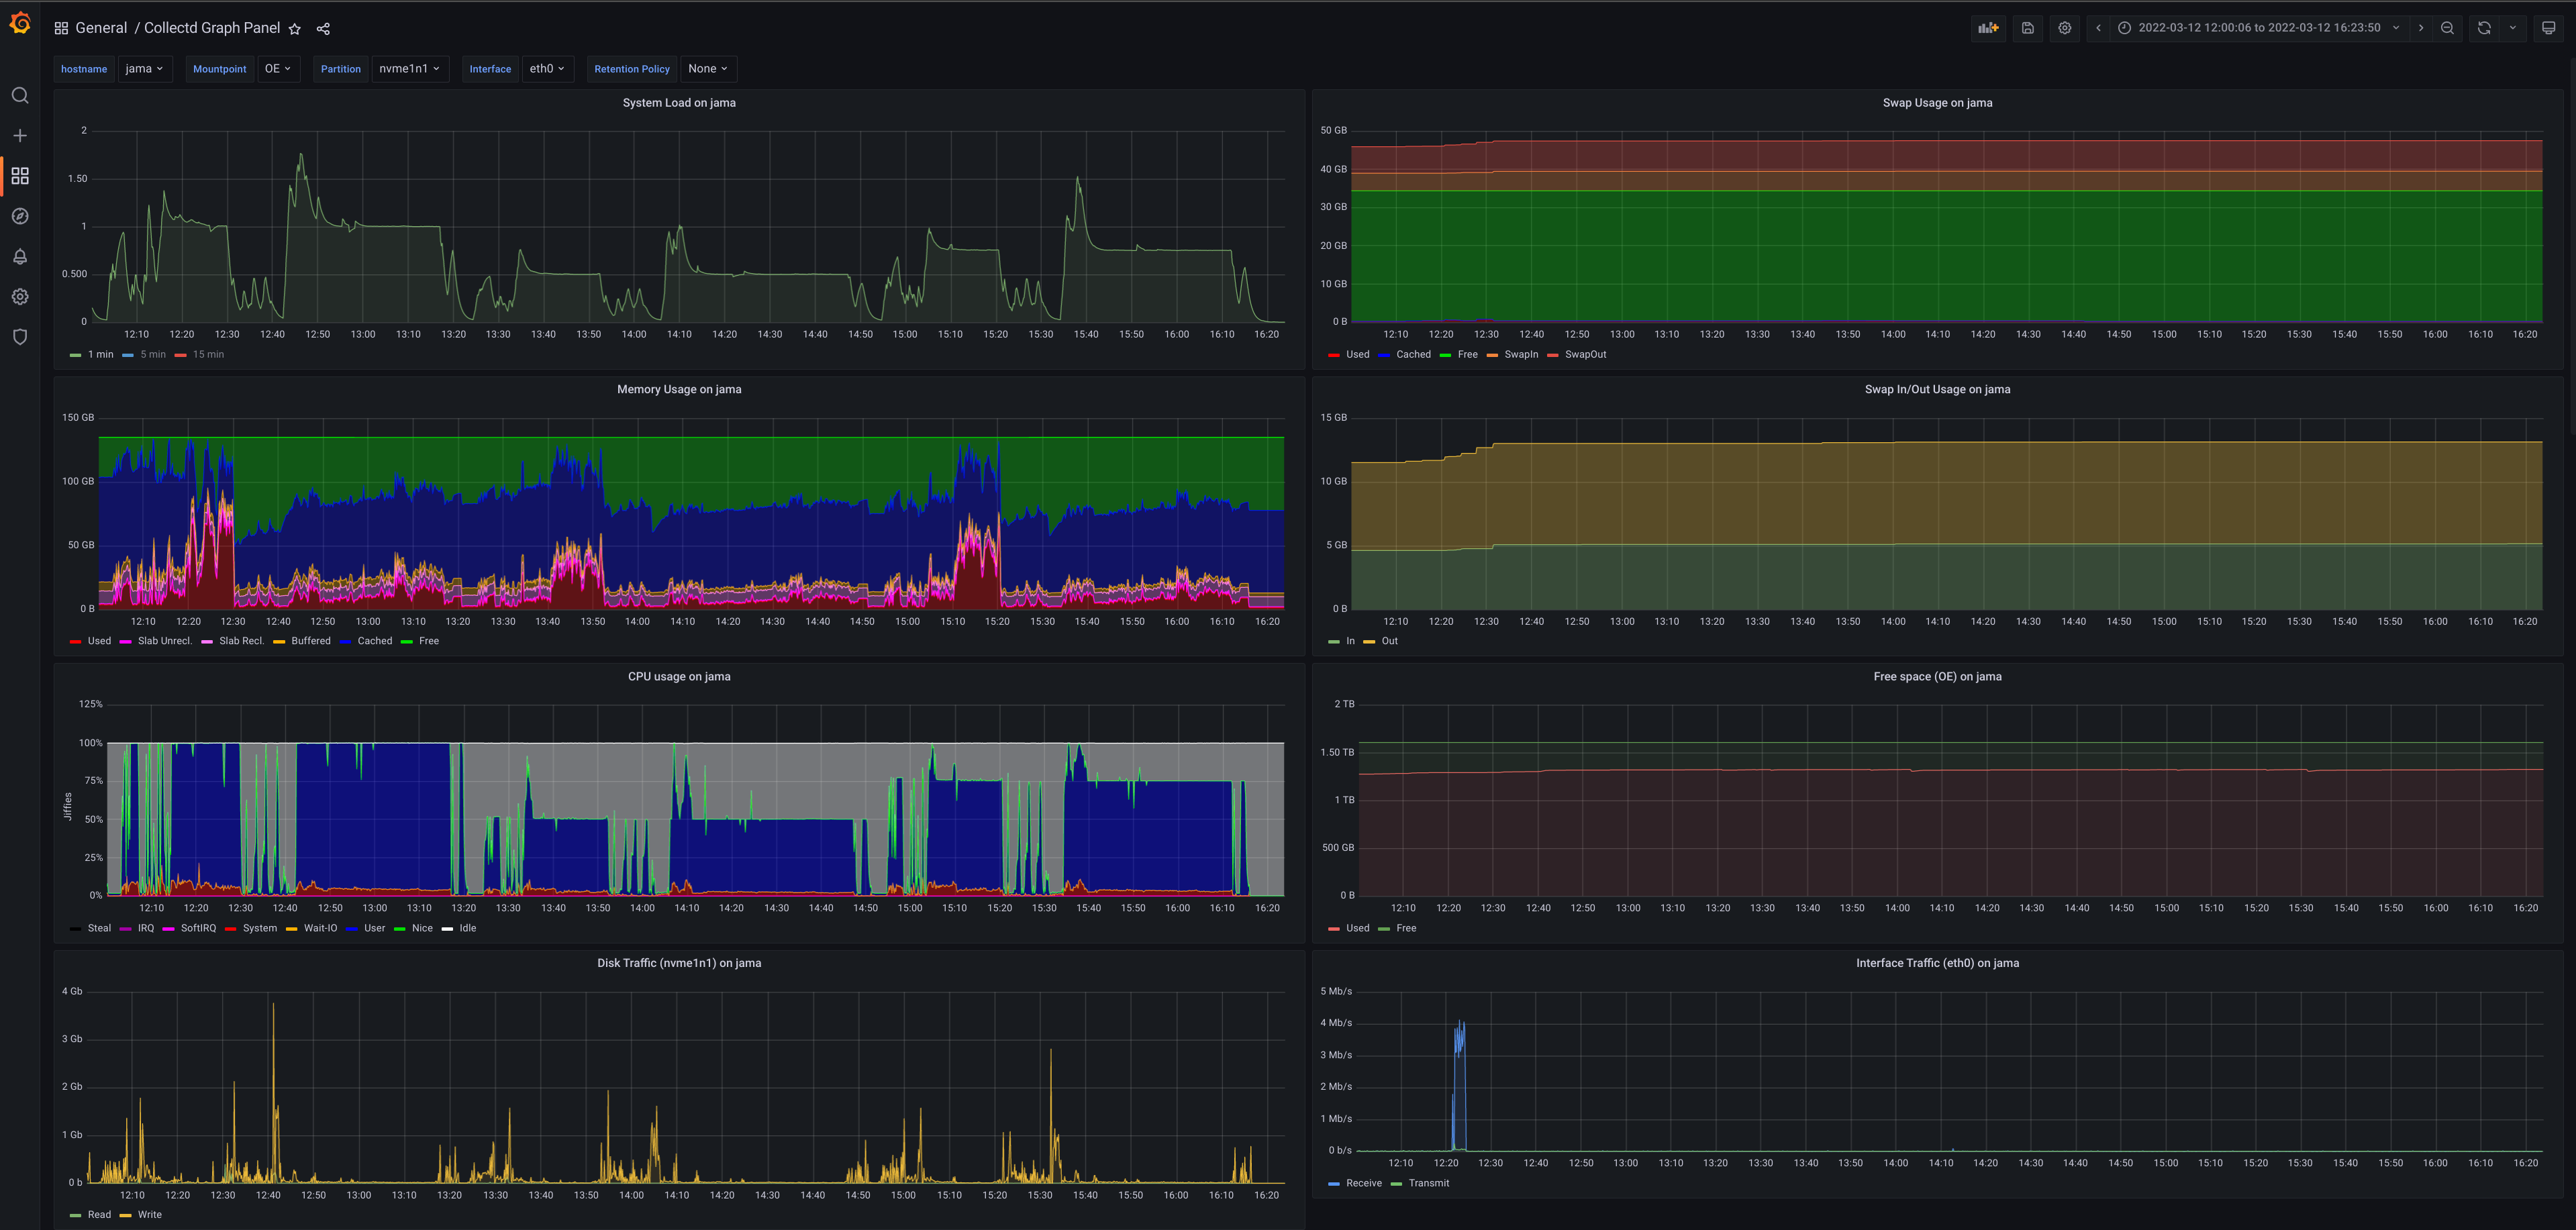 General / Collectd Graph Panel
2022-03-12 12:00:06 to 2022-03-12 16:23:50
hostname jama Mountpoint OE Partition nvme1n1 Interface eth0 Retention Policy None
System Load on jama
2
1.50
1
0.500
0
12:10 12:20 12:30 12:40 12:50 13:00 13:10 13:20 13:30 13:40 13:50 14:00 14:10 14:20 14:30 14:40 14:50 15:00 15:10 15:20 15:30 15:40 15:50 16:00 16:10 16:20
1 min 5 min 15 min
Swap Usage on jama
50 GB
40 GB
30 GB
20 GB
10 GB
0 B
12:10 12:20 12:30 12:40 12:50 13:00 13:10 13:20 13:30 13:40 13:50 14:00 14:10 14:20 14:30 14:40 14:50 15:00 15:10 15:20 15:30 15:40 15:50 16:00 16:10 16:20
Used Cached Free SwapIn SwapOut
Memory Usage on jama
150 GB
100 GB
50 GB
0 B
12:10 12:20 12:30 12:40 12:50 13:00 13:10 13:20 13:30 13:40 13:50 14:00 14:10 14:20 14:30 14:40 14:50 15:00 15:10 15:20 15:30 15:40 15:50 16:00 16:10 16:20
Used Slab Unrecl. Slab Recl. Buffered Cached Free
Swap In/Out Usage on jama
15 GB
10 GB
5 GB
0 B
12:10 12:20 12:30 12:40 12:50 13:00 13:10 13:20 13:30 13:40 13:50 14:00 14:10 14:20 14:30 14:40 14:50 15:00 15:10 15:20 15:30 15:40 15:50 16:00 16:10 16:20
In Out
CPU usage on jama
Jiffies
125%
100%
75%
50%
25%
0%
12:10 12:20 12:30 12:40 12:50 13:00 13:10 13:20 13:30 13:40 13:50 14:00 14:10 14:20 14:30 14:40 14:50 15:00 15:10 15:20 15:30 15:40 15:50 16:00 16:10 16:20
Steal IRQ SoftIRQ System Wait-IO User Nice Idle
Free space (OE) on jama
2 TB
1.50 TB
1 TB
500 GB
0 B
12:10 12:20 12:30 12:40 12:50 13:00 13:10 13:20 13:30 13:40 13:50 14:00 14:10 14:20 14:30 14:40 14:50 15:00 15:10 15:20 15:30 15:40 15:50 16:00 16:10 16:20
Used Free
Disk Traffic (nvme1n1) on jama
4 Gb
3 Gb
2 Gb
1 Gb
0 b
12:10 12:20 12:30 12:40 12:50 13:00 13:10 13:20 13:30 13:40 13:50 14:00 14:10 14:20 14:30 14:40 14:50 15:00 15:10 15:20 15:30 15:40 15:50 16:00 16:10 16:20
Read Write
Interface Traffic (eth0) on jama
5 Mb/s
4 Mb/s
3 Mb/s
2 Mb/s
1 Mb/s
0 b/s
12:10 12:20 12:30 12:40 12:50 13:00 13:10 13:20 13:30 13:40 13:50 14:00 14:10 14:20 14:30 14:40 14:50 15:00 15:10 15:20 15:30 15:40 15:50 16:00 16:10 16:20
Receive Transmit